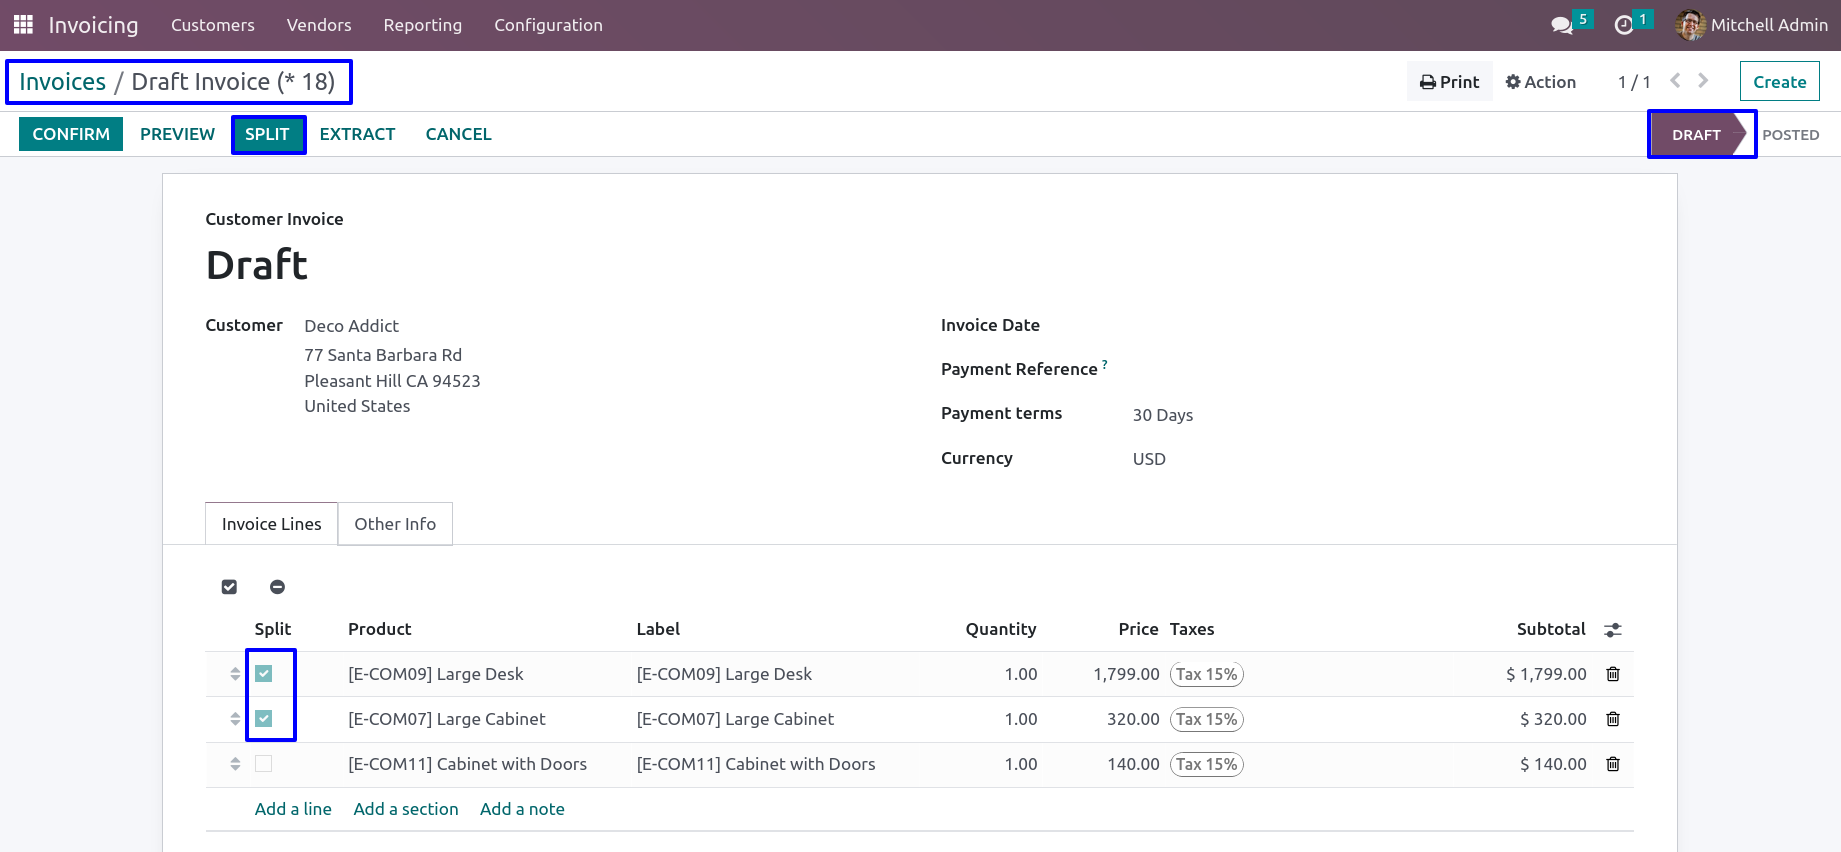 Invoicing Customers Vendors Reporting Configuration 5 1 Mitchell Admin
Invoices / Draft Invoice (* 18) Print Action 1 / 1 Create
CONFIRM PREVIEW SPLIT EXTRACT CANCEL DRAFT POSTED
Customer Invoice
Draft
Customer Deco Addict
77 Santa Barbara Rd
Pleasant Hill CA 94523
United States
Invoice Date
Payment Reference ?
Payment terms 30 Days
Currency USD
Invoice Lines Other Info
Split Product Label Quantity Price Taxes Subtotal
[E-COM09] Large Desk [E-COM09] Large Desk 1.00 1,799.00 Tax 15% $ 1,799.00
[E-COM07] Large Cabinet [E-COM07] Large Cabinet 1.00 320.00 Tax 15% $ 320.00
[E-COM11] Cabinet with Doors [E-COM11] Cabinet with Doors 1.00 140.00 Tax 15% $ 140.00
Add a line Add a section Add a note